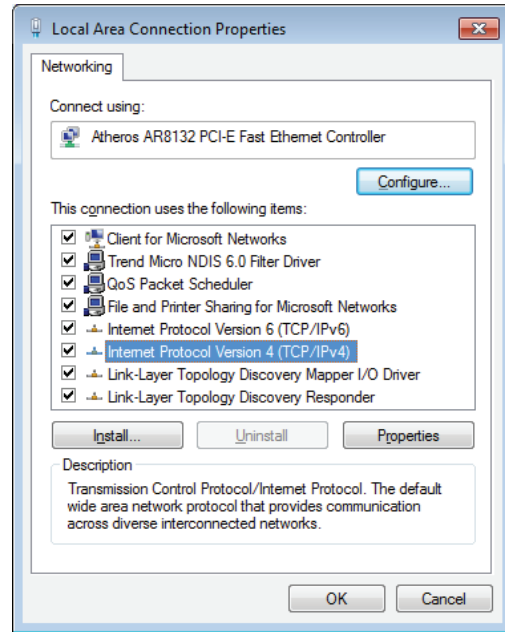 Local Area Connection Properties
Networking
Connect using:
Atheros AR8132 PCI-E Fast Ethernet Controller
Configure...
This connection uses the following items:
Client for Microsoft Networks
Trend Micro NDIS 6.0 Filter Driver
QoS Packet Scheduler
File and Printer Sharing for Microsoft Networks
Internet Protocol Version 6 (TCP/IPv6)
Internet Protocol Version 4 (TCP/IPv4)
Link-Layer Topology Discovery Mapper I/O Driver
Link-Layer Topology Discovery Responder
Install... Uninstall Properties
Description
Transmission Control Protocol/Internet Protocol. The default
wide area network protocol that provides communication
across diverse interconnected networks.
OK Cancel